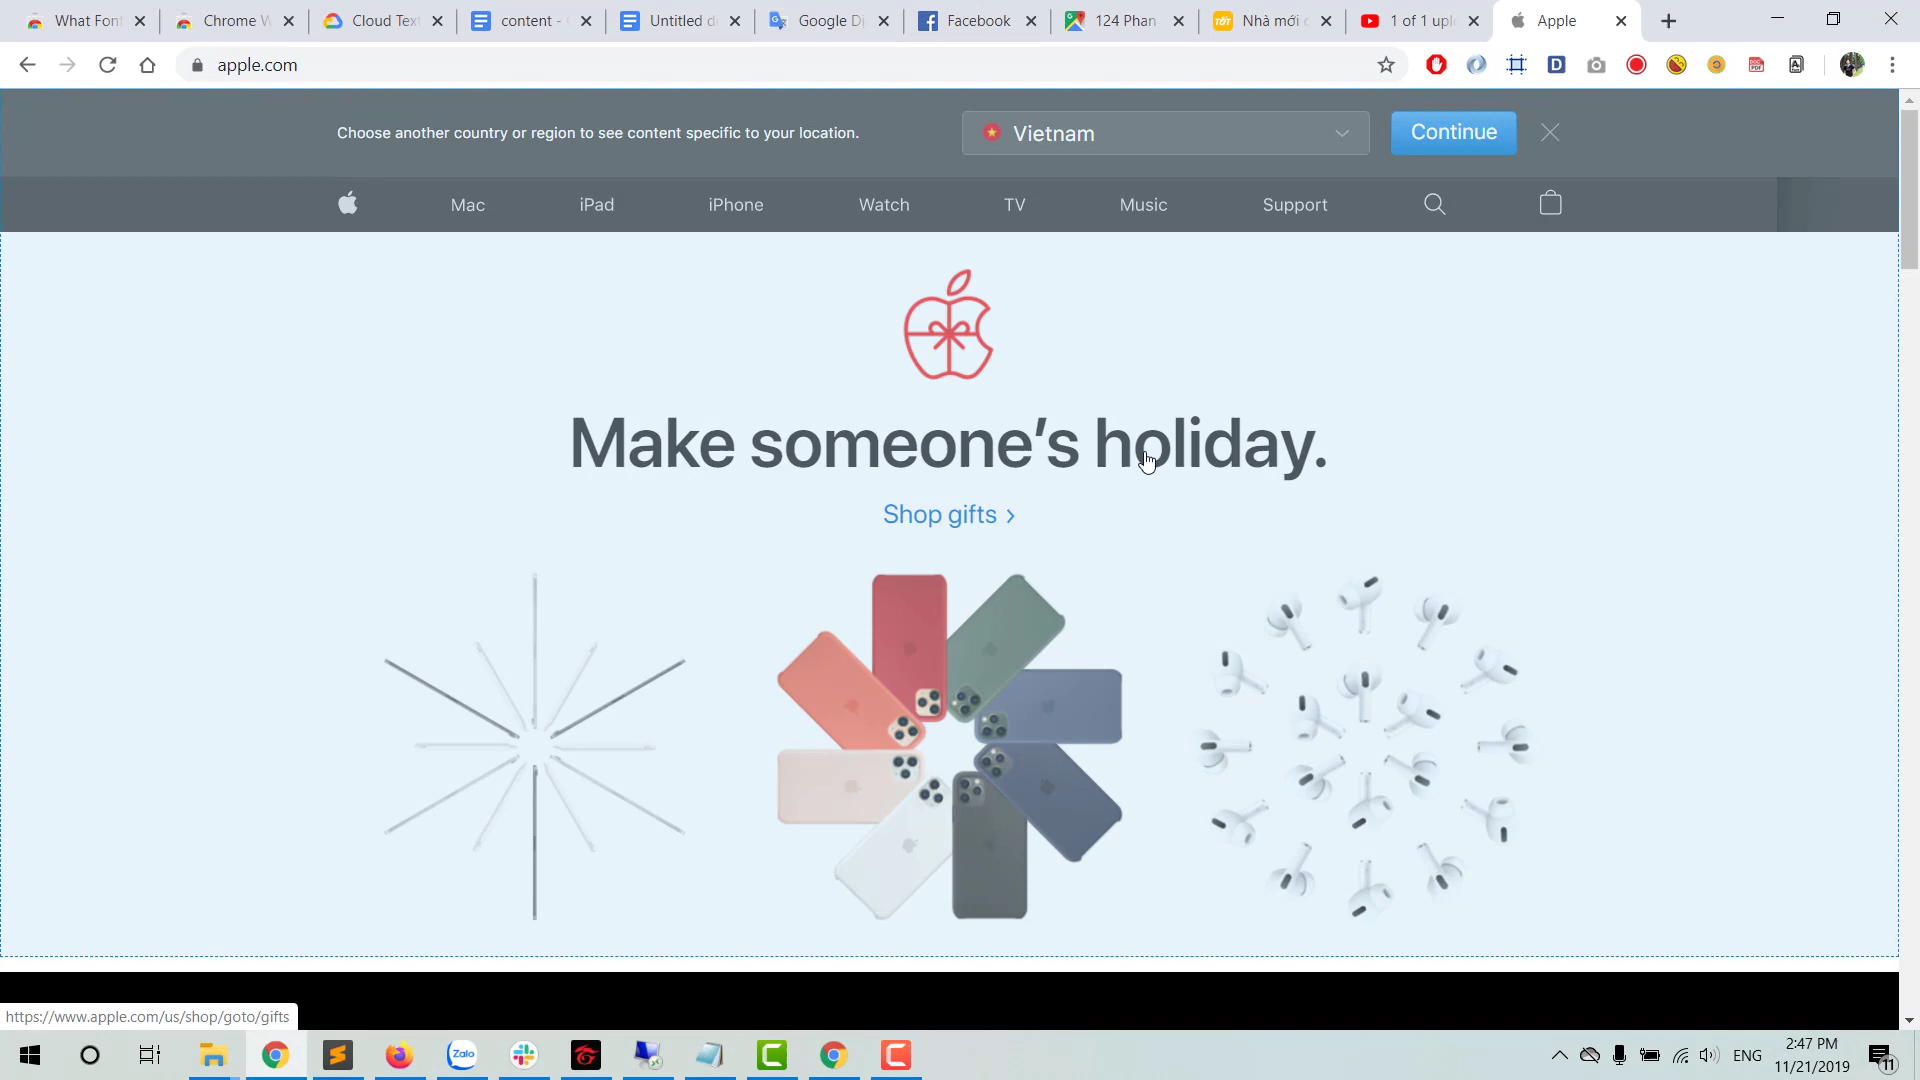 What Font
Chrome W
Cloud Text
content -
Untitled d
Google D
Facebook
124 Phan
Nhà mới
1 of 1 upl
Apple
apple.com
Choose another country or region to see content specific to your location.
Vietnam
Continue
Mac
iPad
iPhone
Watch
TV
Music
Support
Make someone's holiday.
Shop gifts >
https://www.apple.com/us/shop/goto/gifts
Zalo
ENG
2:47 PM
11/21/2019
11